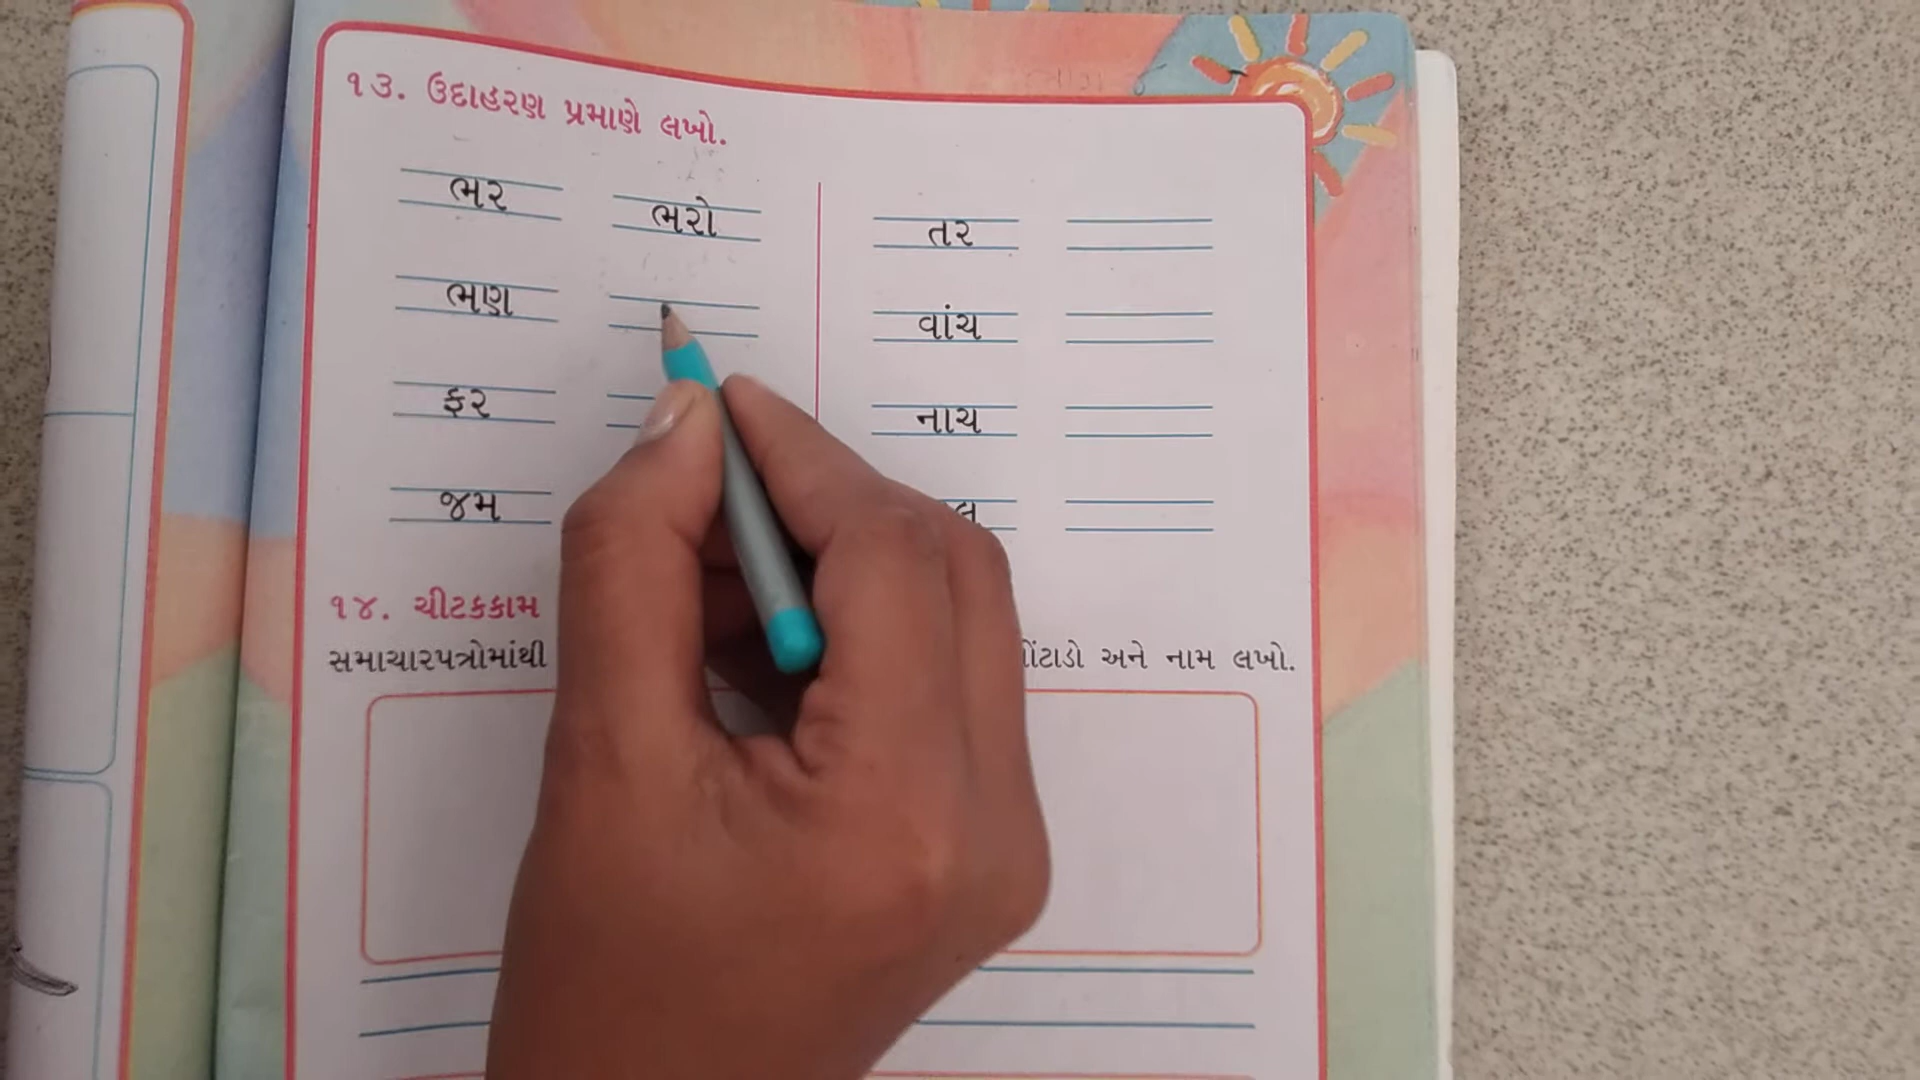 ૧૩. ઉદાહરણ પ્રમાણે લખો.
ભર ભરો
ભણ
ફર
જમ
તર
વાંચ
નાચ
૧૪. ચીટકકામ
સમાચારપત્રોમાંથી
અને નામ લખો.